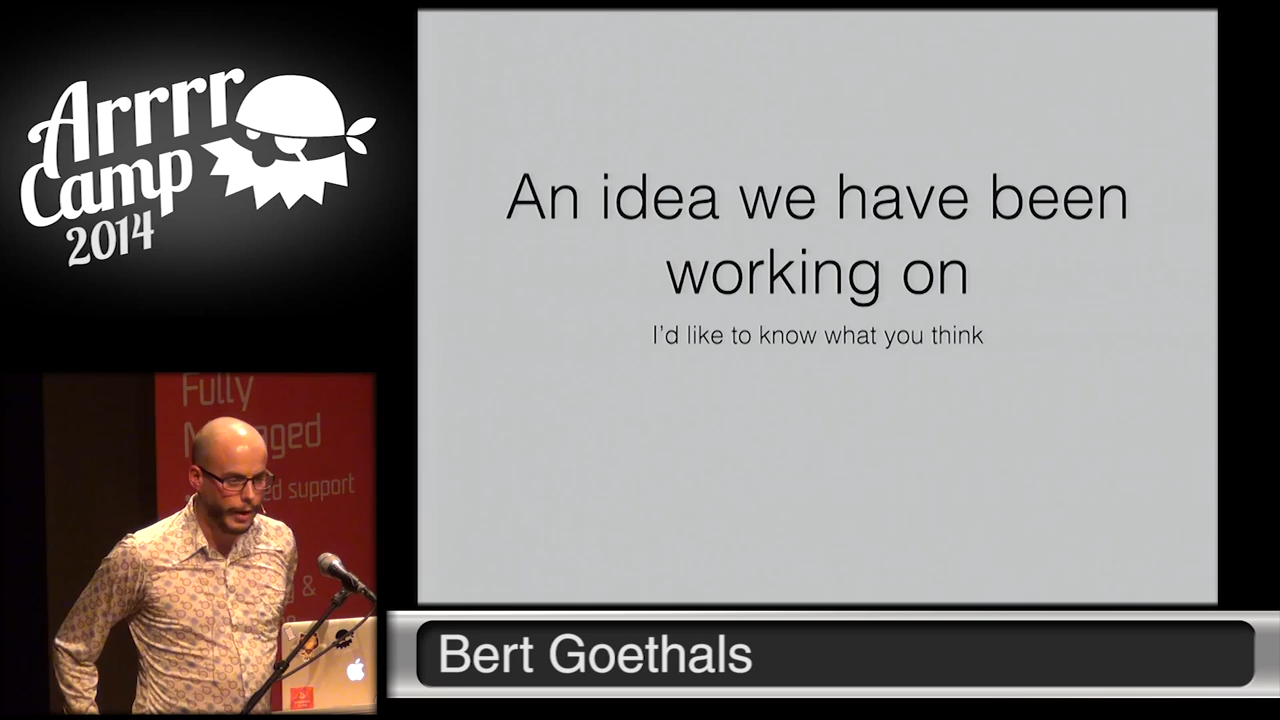 Arrrr
Camp
2014
An idea we have been
working on
I'd like to know what you think
Fully
ed support
&
Bert Goethals